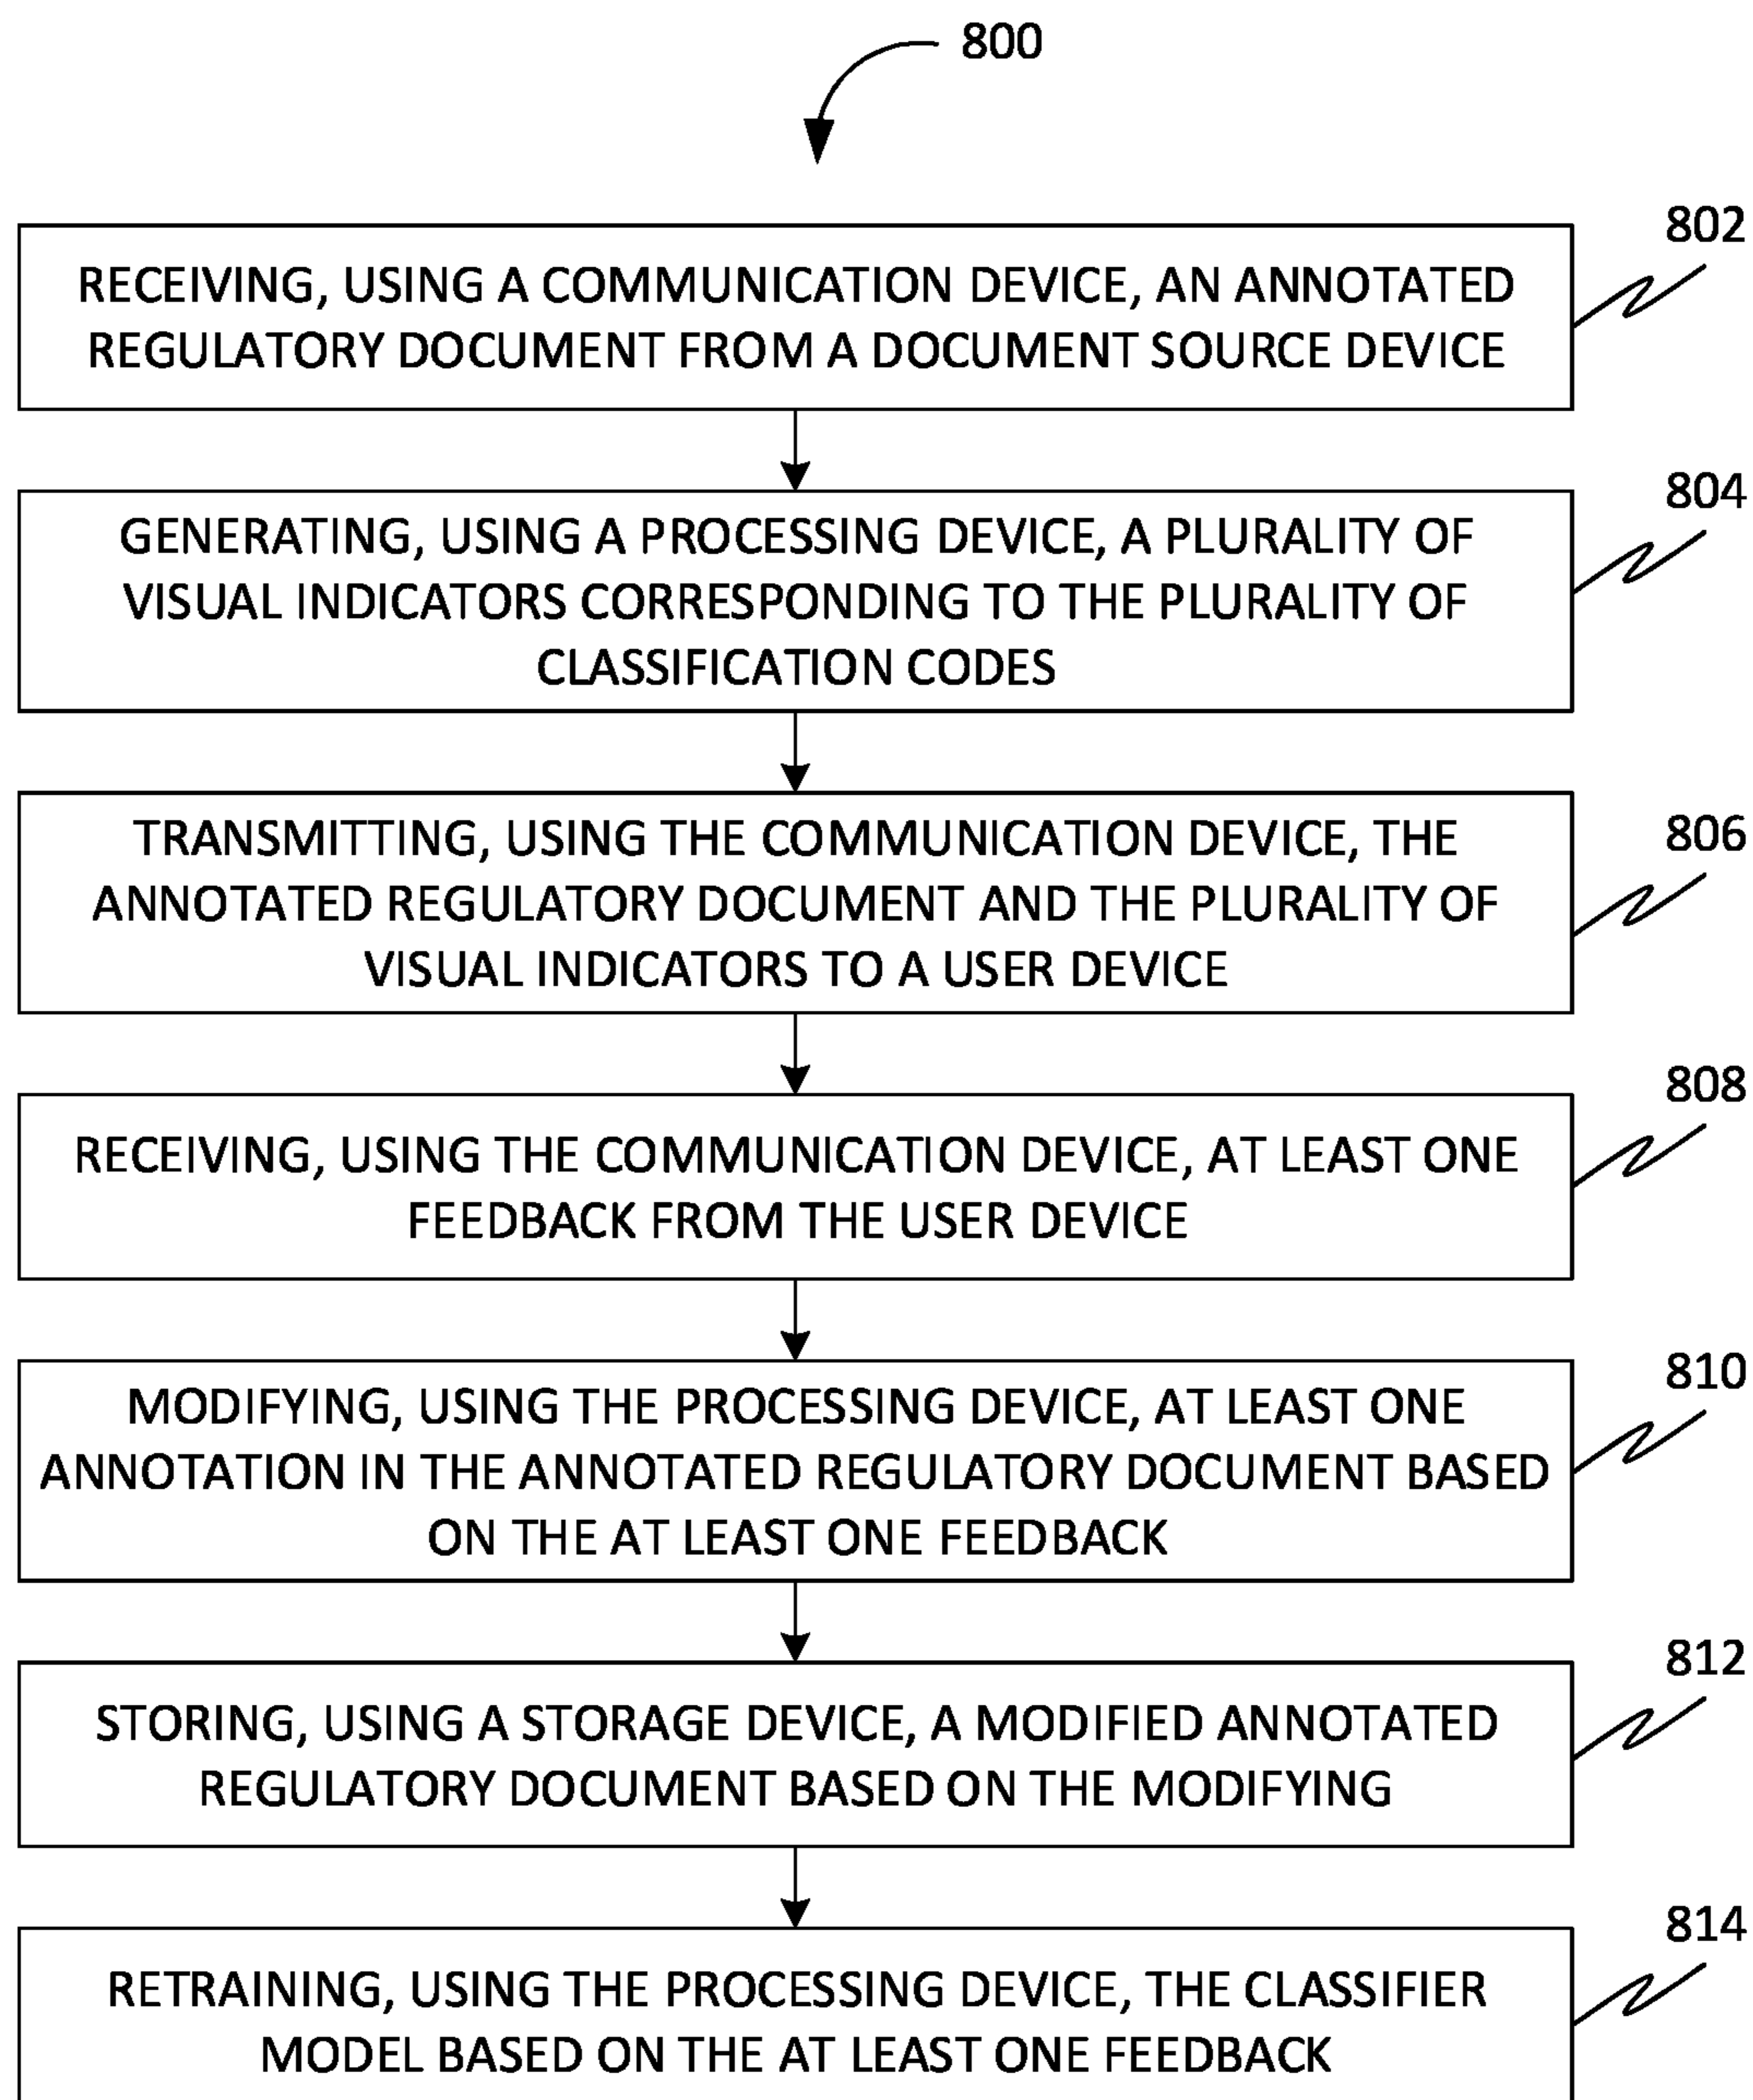 800
802
RECEIVING, USING A COMMUNICATION DEVICE, AN ANNOTATED
REGULATORY DOCUMENT FROM A DOCUMENT SOURCE DEVICE
804
GENERATING, USING A PROCESSING DEVICE, A PLURALITY OF
VISUAL INDICATORS CORRESPONDING TO THE PLURALITY OF
CLASSIFICATION CODES
806
TRANSMITTING, USING THE COMMUNICATION DEVICE, THE
ANNOTATED REGULATORY DOCUMENT AND THE PLURALITY OF
VISUAL INDICATORS TO A USER DEVICE
808
RECEIVING, USING THE COMMUNICATION DEVICE, AT LEAST ONE
FEEDBACK FROM THE USER DEVICE
810
MODIFYING, USING THE PROCESSING DEVICE, AT LEAST ONE
ANNOTATION IN THE ANNOTATED REGULATORY DOCUMENT BASED
ON THE AT LEAST ONE FEEDBACK
812
STORING, USING A STORAGE DEVICE, A MODIFIED ANNOTATED
REGULATORY DOCUMENT BASED ON THE MODIFYING
814
RETRAINING, USING THE PROCESSING DEVICE, THE CLASSIFIER
MODEL BASED ON THE AT LEAST ONE FEEDBACK